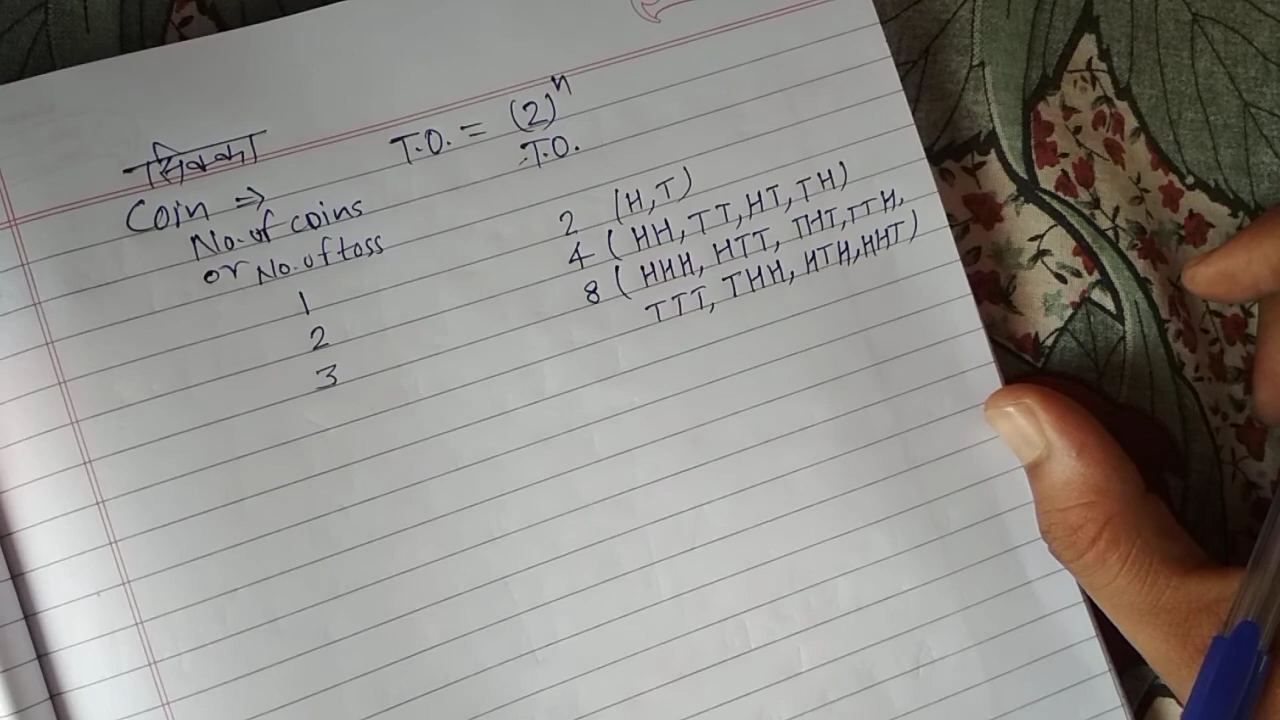 सिक्का T.O. = (2)ⁿ
Coin ⇒ T.O.
No. of coins
or No. of toss
1 2 (H, T)
2 4 (HH, TT, HT, TH)
3 8 (HHH, HTT, THT, TTH,
TTT, THH, HTH, HHT)